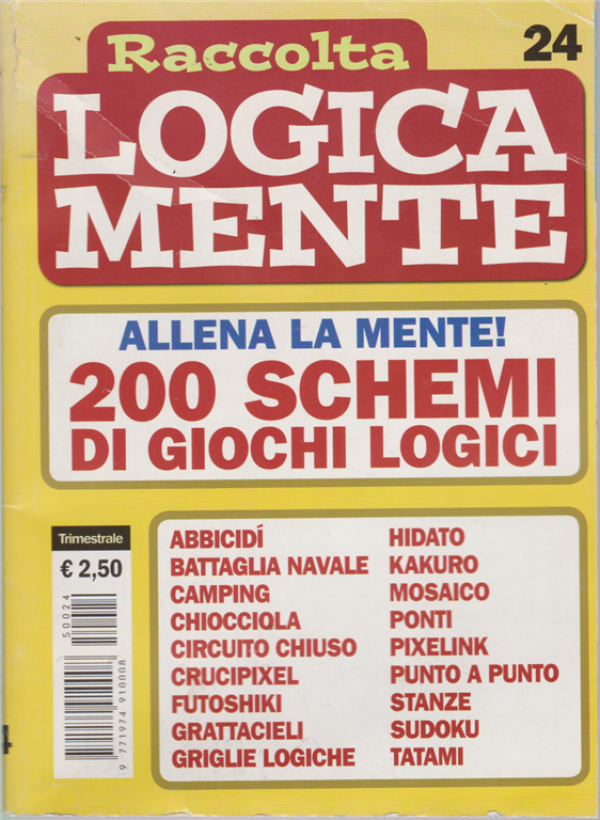 Raccolta
24
LOGICA
MENTE
ALLENA LA MENTE!
200 SCHEMI
DI GIOCHI LOGICI
Trimestrale
€ 2,50
50024
9 771974 910008
ABBICIDÍ
BATTAGLIA NAVALE
CAMPING
CHIOCCIOLA
CIRCUITO CHIUSO
CRUCIPIXEL
FUTOSHIKI
GRATTACIELI
GRIGLIE LOGICHE
HIDATO
KAKURO
MOSAICO
PONTI
PIXELINK
PUNTO A PUNTO
STANZE
SUDOKU
TATAMI
4